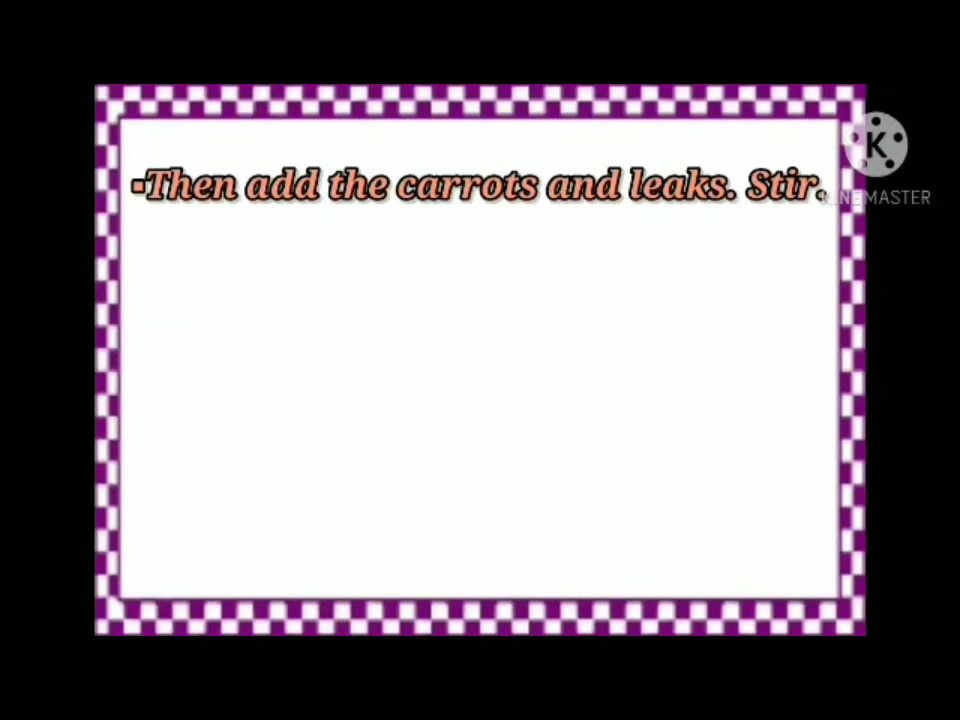 ▪Then add the carrots and leaks. Stir.
K
KINEMASTER